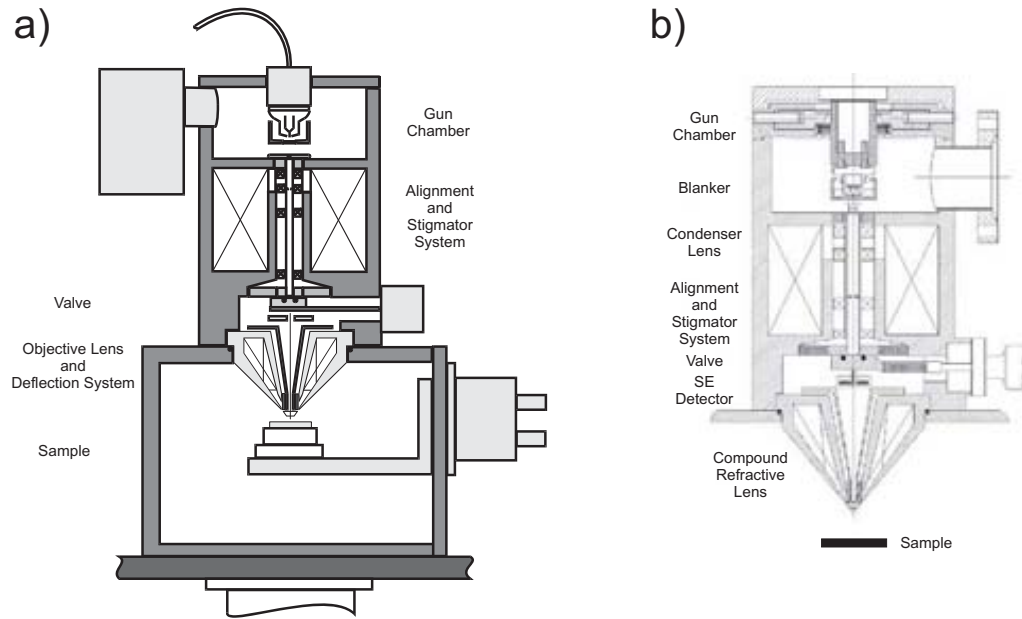 a)
Gun
Chamber
Alignment
and
Stigmator
System
Valve
Objective Lens
and
Deflection System
Sample
b)
Gun
Chamber
Blanker
Condenser
Lens
Alignment
and
Stigmator
System
Valve
SE
Detector
Compound
Refractive
Lens
Sample